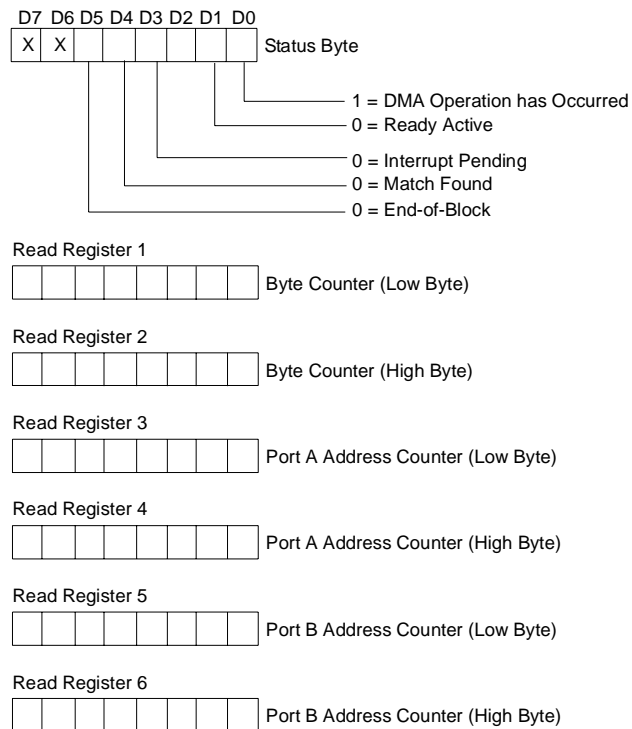 D7 D6 D5 D4 D3 D2 D1 D0
X X Status Byte
1 = DMA Operation has Occurred
0 = Ready Active
0 = Interrupt Pending
0 = Match Found
0 = End-of-Block
Read Register 1
Byte Counter (Low Byte)
Read Register 2
Byte Counter (High Byte)
Read Register 3
Port A Address Counter (Low Byte)
Read Register 4
Port A Address Counter (High Byte)
Read Register 5
Port B Address Counter (Low Byte)
Read Register 6
Port B Address Counter (High Byte)